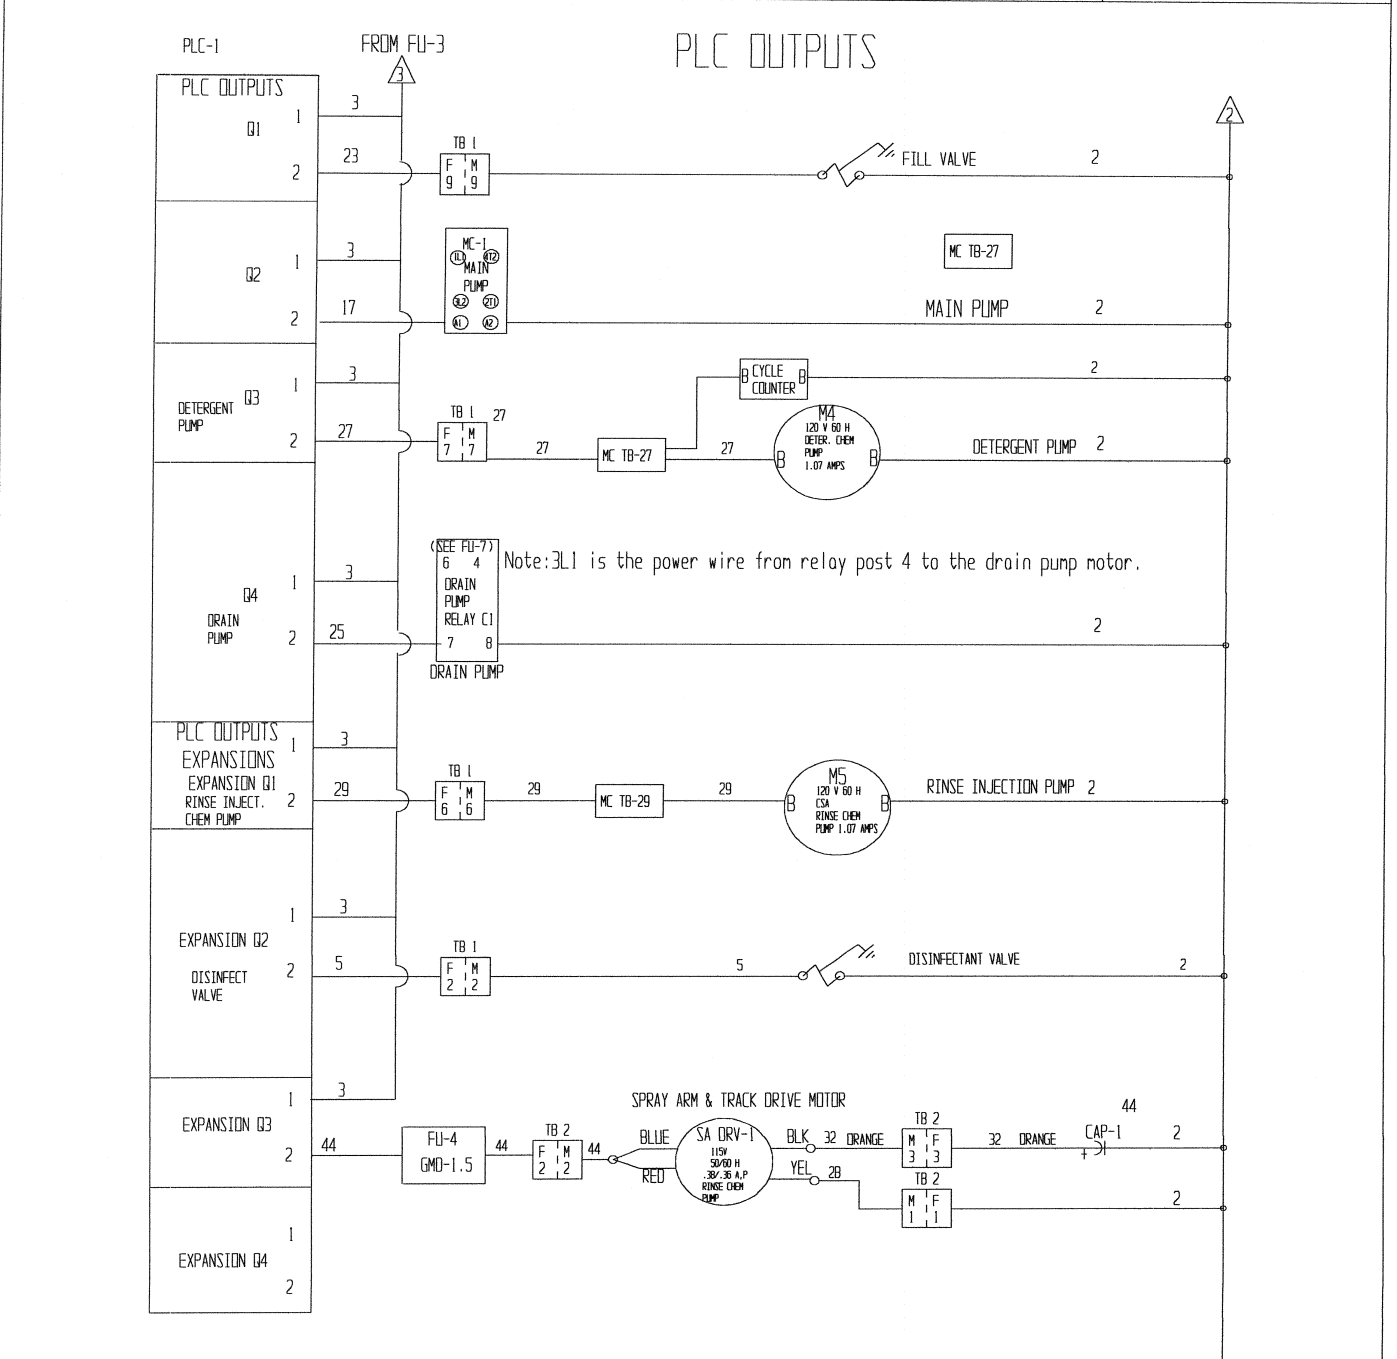 PLC-1
FROM FU-3
PLC OUTPUTS
3
2
PLC OUTPUTS
Q1
1
3
2
23
TB 1
F M
9 9
FILL VALVE
2
Q2
1
3
2
17
MC-1
1L1
4T2
MAIN
PUMP
3L2
2T1
A1
A2
MC TB-27
MAIN PUMP
2
Q3
DETERGENT
PUMP
1
3
2
27
TB 1
27
F M
7 7
27
MC TB-27
B CYCLE B
COUNTER
2
27
M4
120 V 60 H
DETER. CHEM
PUMP
1.07 AMPS
B
B
DETERGENT PUMP
2
Q4
DRAIN
PUMP
1
3
2
25
(SEE FU-7)
6 4
DRAIN
PUMP
RELAY C1
7 8
DRAIN PUMP
Note:3L1 is the power wire from relay post 4 to the drain pump motor.
2
PLC OUTPUTS
EXPANSIONS
EXPANSION Q1
RINSE INJECT.
CHEM PUMP
1
3
2
29
TB 1
F M
6 6
29
MC TB-29
29
M5
120 V 60 H
CSA
RINSE CHEM
PUMP 1.07 AMPS
B
B
RINSE INJECTION PUMP
2
EXPANSION Q2
DISINFECT
VALVE
1
3
2
5
TB 1
F M
2 2
5
DISINFECTANT VALVE
2
EXPANSION Q3
1
3
2
44
FU-4
GMD-1.5
44
TB 2
F M
2 2
44
SPRAY ARM & TRACK DRIVE MOTOR
BLUE
RED
SA DRV-1
115V
50/60 H
.38/.36 A,P
RINSE CHEM
PUMP
BLK
32 ORANGE
YEL
28
TB 2
M F
3 3
32 ORANGE
44
CAP-1
+
2
TB 2
M F
1 1
2
EXPANSION Q4
1
2